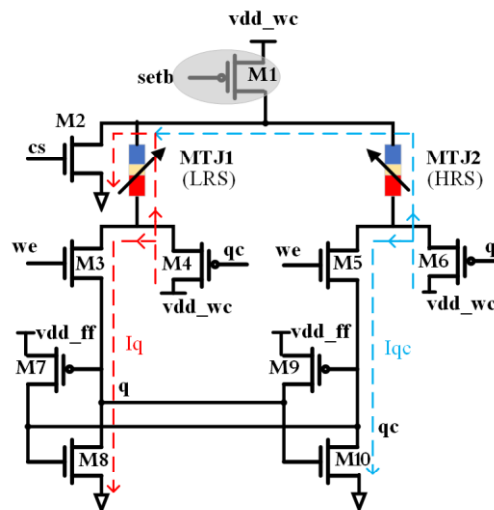 vdd_wc
setb
M1
M2
cs
MTJ1
(LRS)
MTJ2
(HRS)
we
M3
M4
qc
we
M5
M6
q
vdd_wc
vdd_wc
vdd_ff
M7
Iq
vdd_ff
M9
Iqc
q
qc
M8
M10